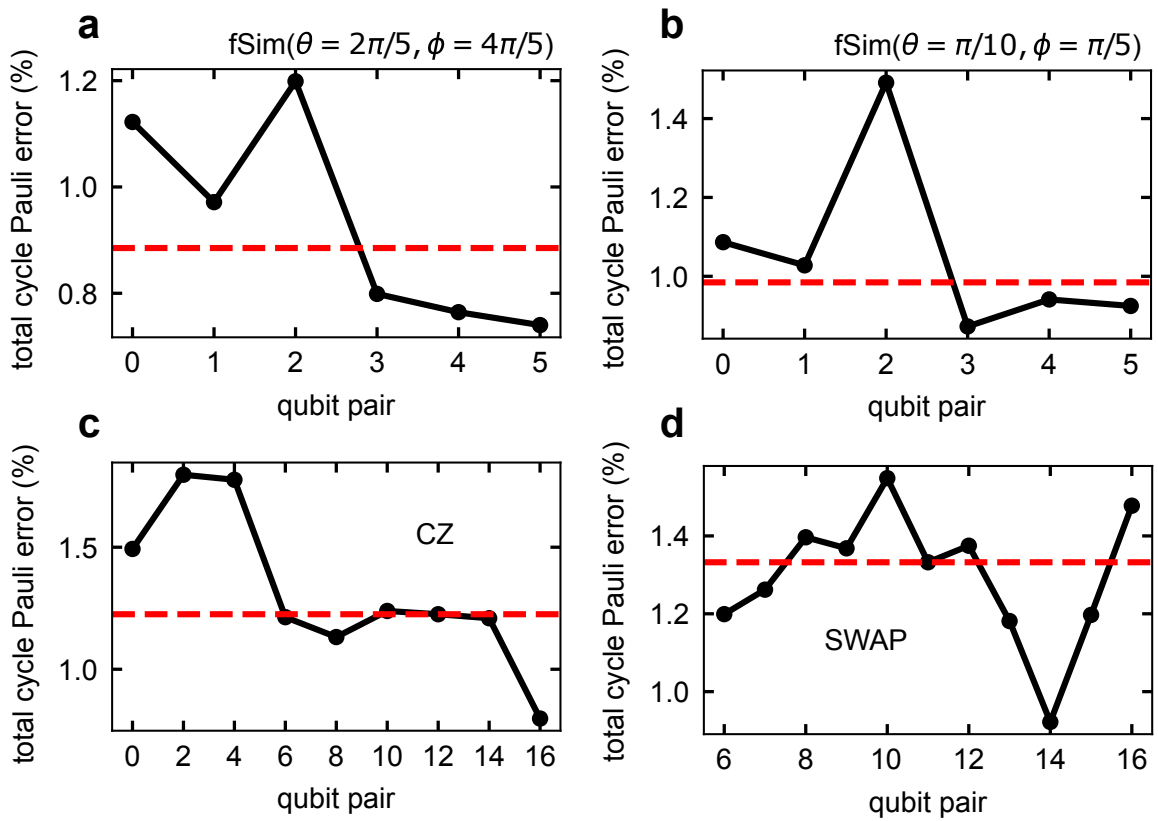 a
fSim(θ = 2π/5, ϕ = 4π/5)
total cycle Pauli error (%)
1.2
1.0
0.8
0 1 2 3 4 5
qubit pair
b
fSim(θ = π/10, ϕ = π/5)
total cycle Pauli error (%)
1.4
1.2
1.0
0 1 2 3 4 5
qubit pair
c
total cycle Pauli error (%)
1.5
1.0
CZ
0 2 4 6 8 10 12 14 16
qubit pair
d
total cycle Pauli error (%)
1.4
1.2
1.0
SWAP
6 8 10 12 14 16
qubit pair